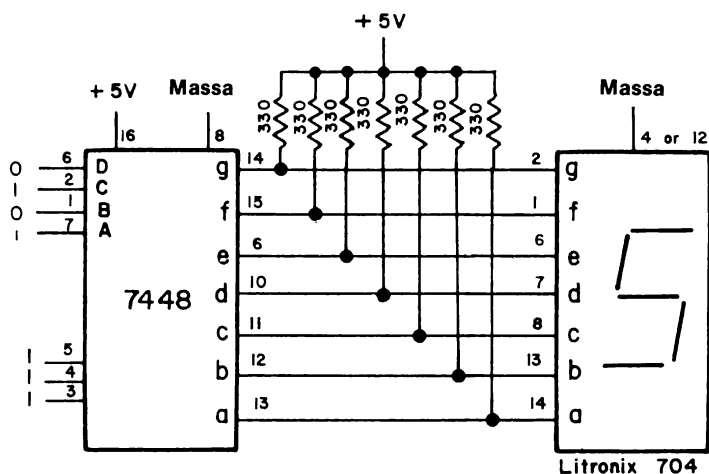 + 5V
+ 5V
Massa
Massa
330 330 330 330 330 330 330
16
8
4 or 12
0 6 D
1 2 C
0 1 B
1 7 A
g 14 2 g
f 15 1 f
e 6 6 e
7448
d 10 7 d
c 11 8 c
b 12 13 b
a 13 14 a
1 5
1 4
1 3
5
Litronix 704